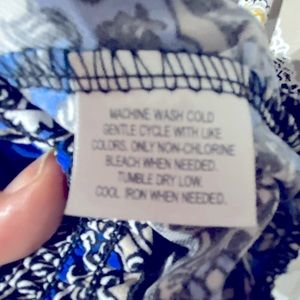 MACHINE WASH COLD
GENTLE CYCLE WITH LIKE
COLORS. ONLY NON-CHLORINE
BLEACH WHEN NEEDED.
TUMBLE DRY LOW.
COOL IRON WHEN NEEDED.